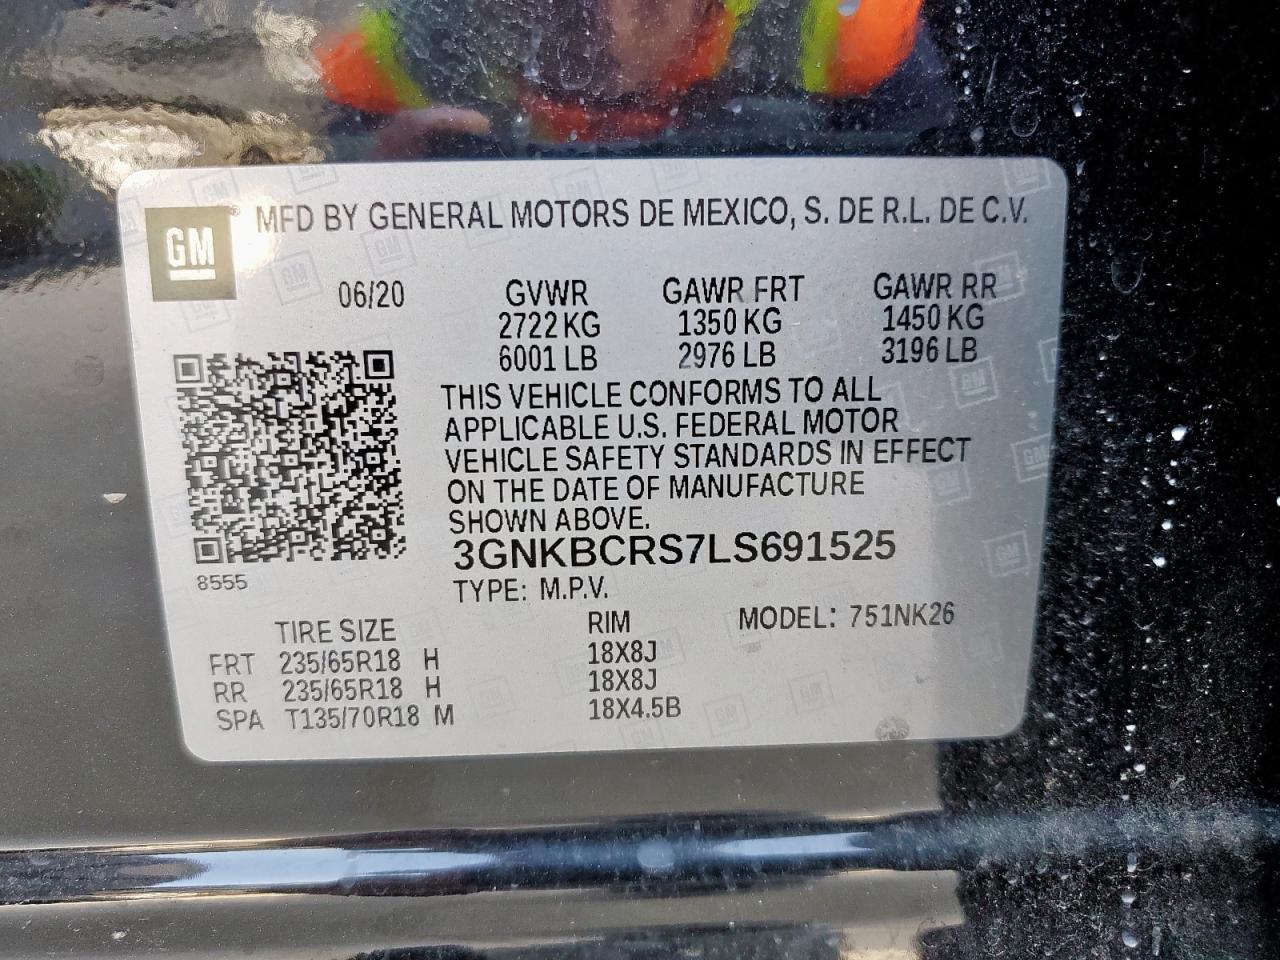 GM® MFD BY GENERAL MOTORS DE MEXICO, S. DE R.L. DE C.V.
06/20 GVWR GAWR FRT GAWR RR
2722 KG 1350 KG 1450 KG
6001 LB 2976 LB 3196 LB
THIS VEHICLE CONFORMS TO ALL
APPLICABLE U.S. FEDERAL MOTOR
VEHICLE SAFETY STANDARDS IN EFFECT
ON THE DATE OF MANUFACTURE
SHOWN ABOVE.
3GNKBCRS7LS691525
8555
TYPE: M.P.V.
TIRE SIZE RIM MODEL: 751NK26
FRT 235/65R18 H 18X8J
RR 235/65R18 H 18X8J
SPA T135/70R18 M 18X4.5B